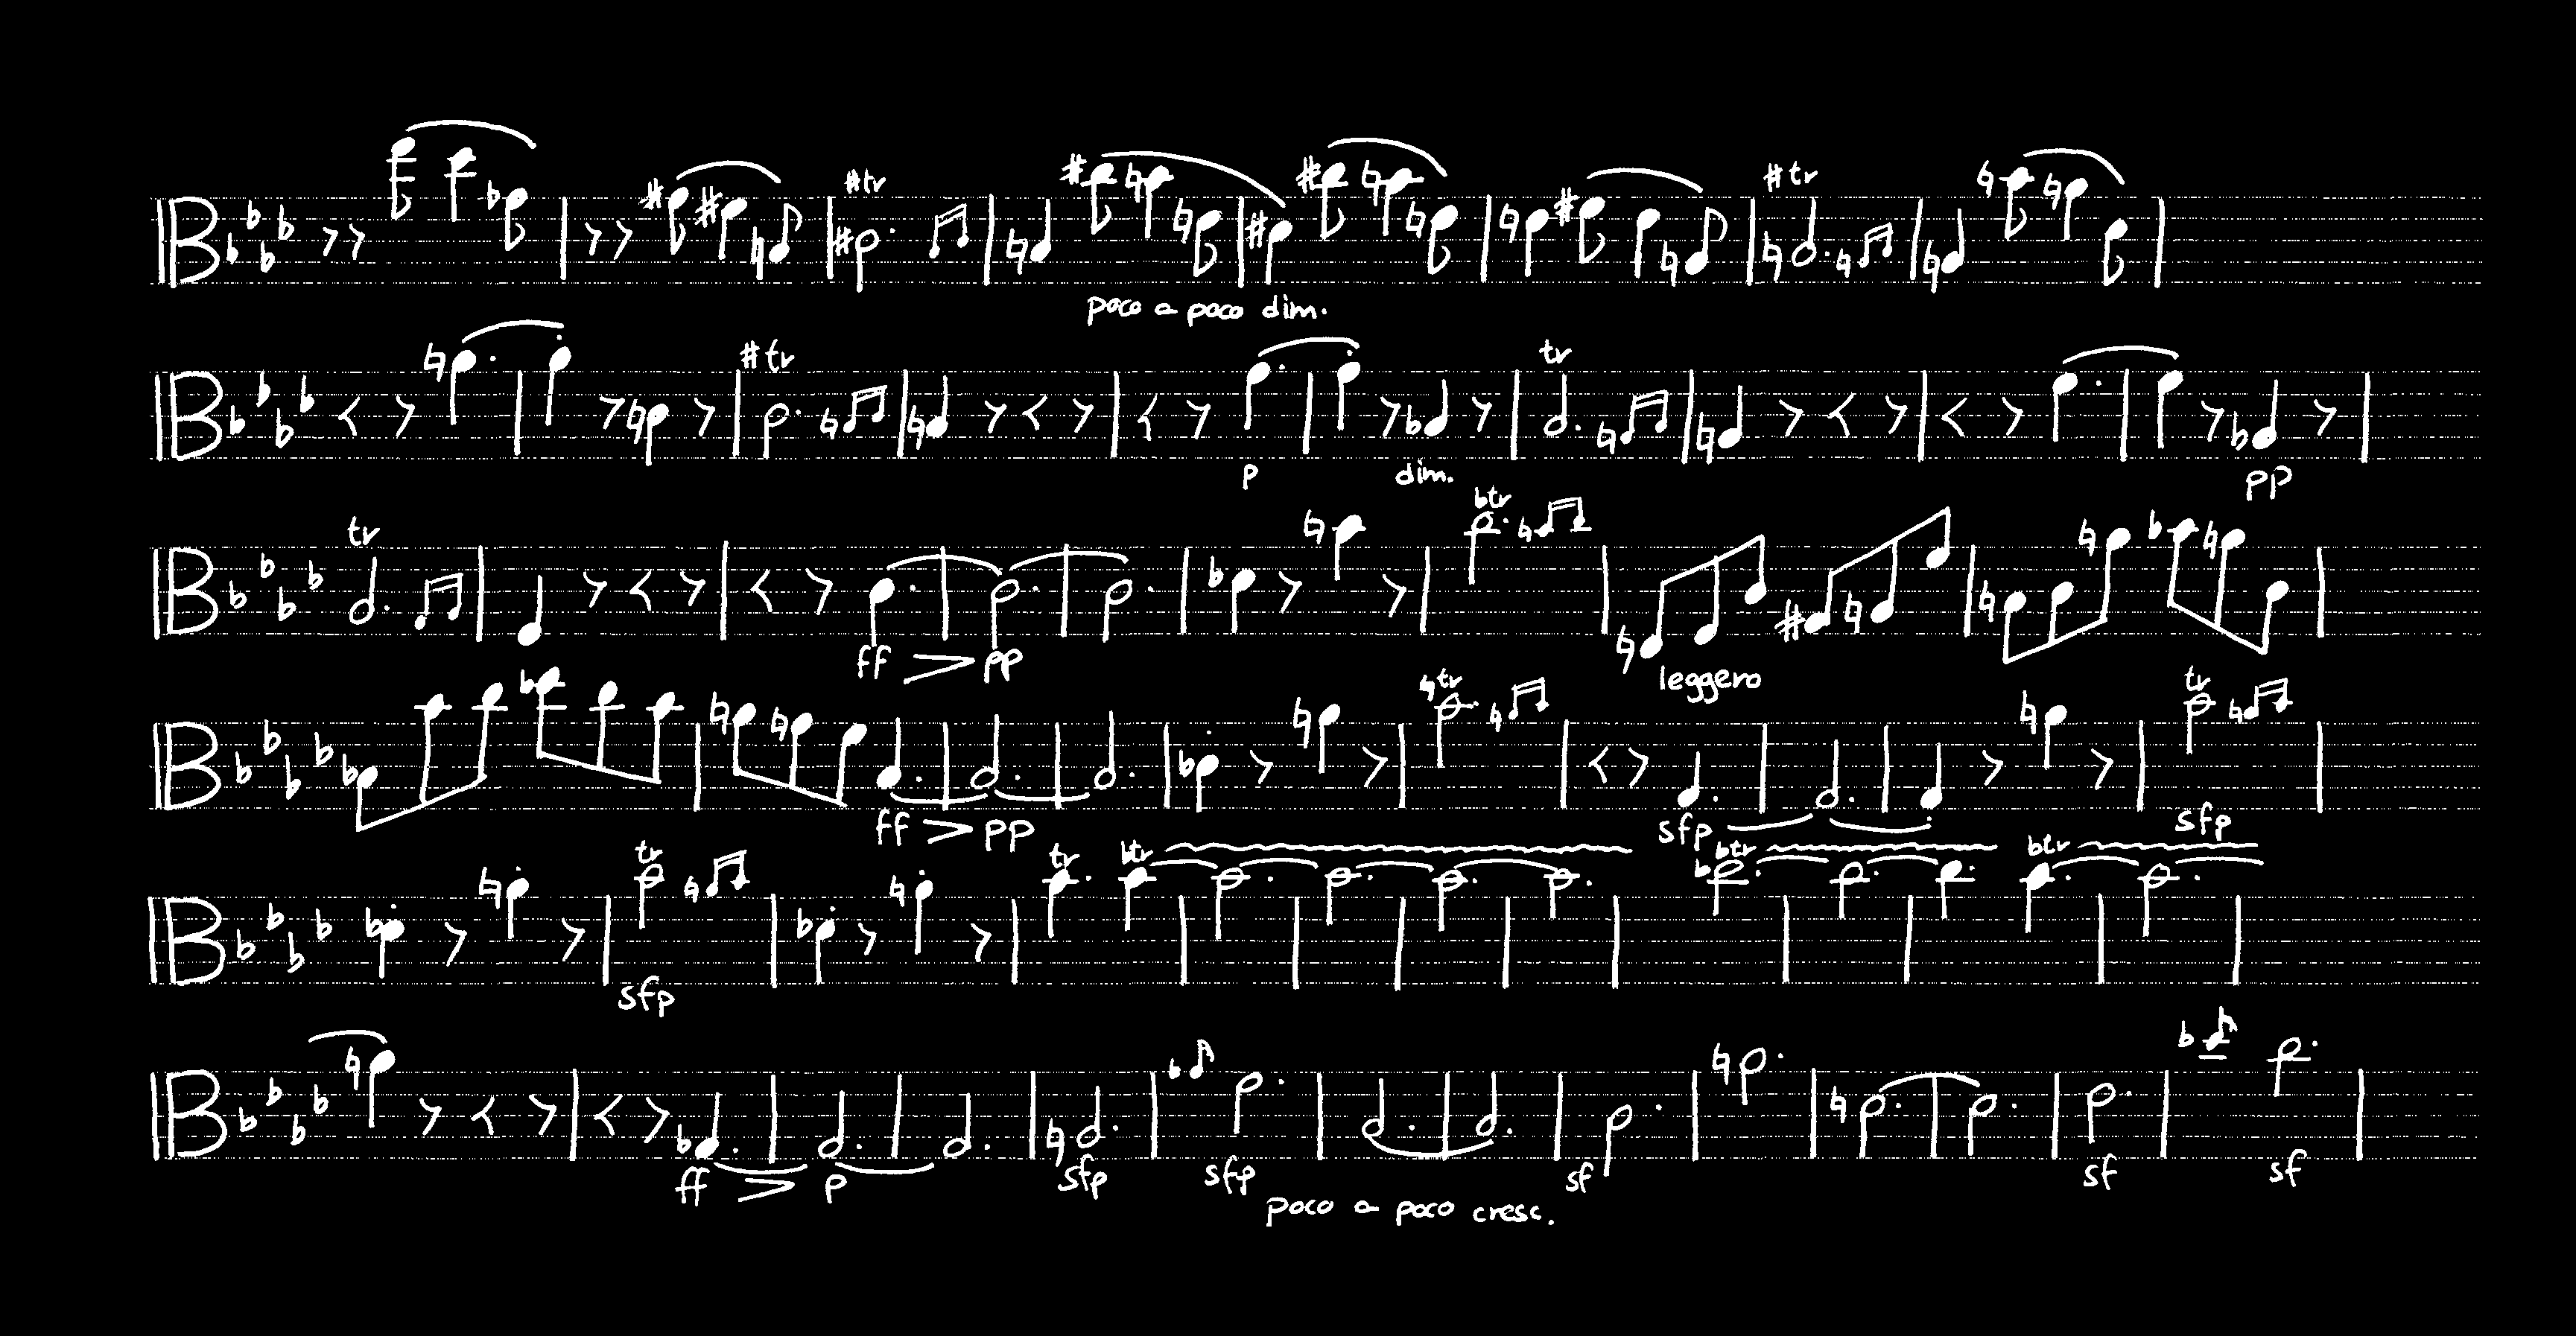 tr tr
poco a poco dim.
tr tr
p dim. pp
tr tr
ff pp leggero
tr tr
ff pp sfp sfp
tr tr tr tr tr
sfp
ff p sfp sfp sf sf sf
poco a poco cresc.